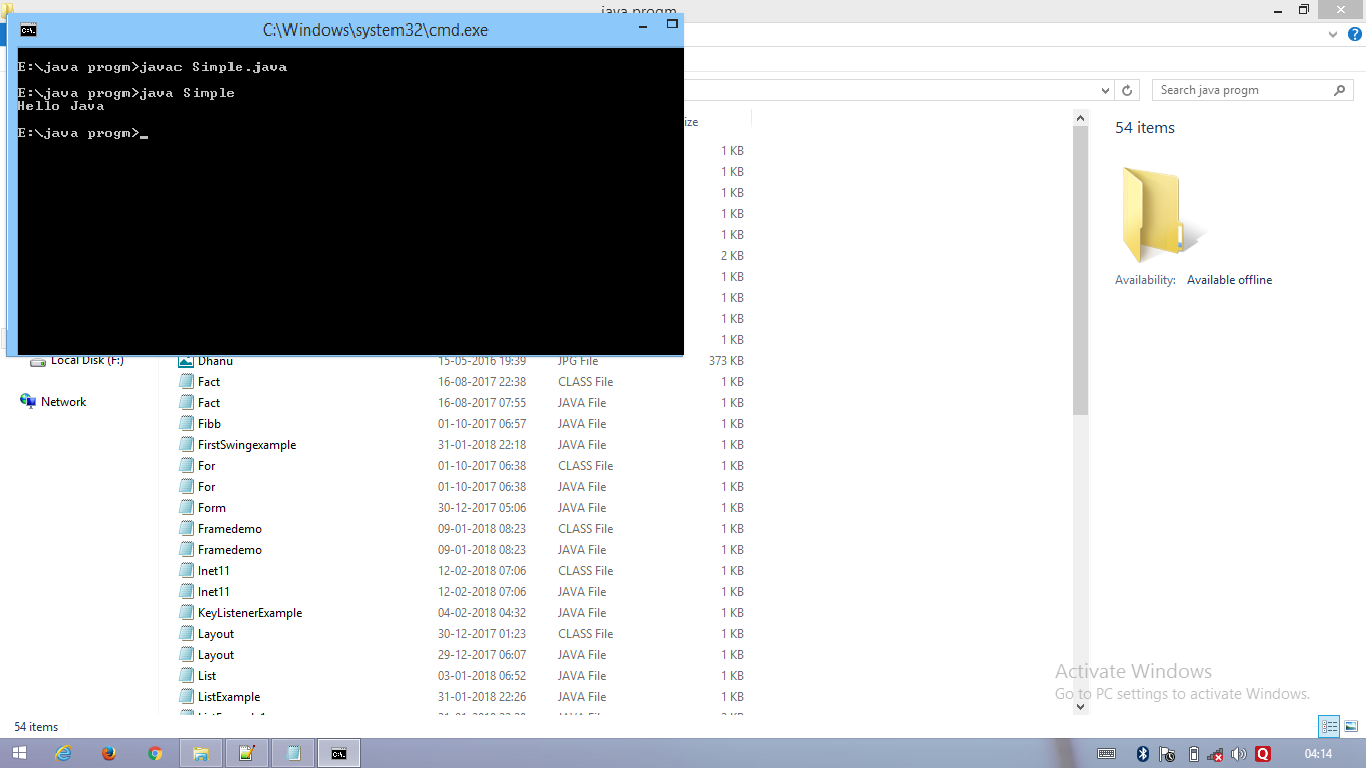 java progm
C:\Windows\system32\cmd.exe
E:\java progm>javac Simple.java
E:\java progm>java Simple
Hello Java
E:\java progm>_
Search java progm
ize
54 items
1 KB
1 KB
1 KB
1 KB
1 KB
2 KB
1 KB
1 KB
1 KB
1 KB
Availability: Available offline
Local Disk (F:)
Network
Dhanu 15-05-2016 19:39 JPG File 373 KB
Fact 16-08-2017 22:38 CLASS File 1 KB
Fact 16-08-2017 07:55 JAVA File 1 KB
Fibb 01-10-2017 06:57 JAVA File 1 KB
FirstSwingexample 31-01-2018 22:18 JAVA File 1 KB
For 01-10-2017 06:38 CLASS File 1 KB
For 01-10-2017 06:38 JAVA File 1 KB
Form 30-12-2017 05:06 JAVA File 1 KB
Framedemo 09-01-2018 08:23 CLASS File 1 KB
Framedemo 09-01-2018 08:23 JAVA File 1 KB
Inet11 12-02-2018 07:06 CLASS File 1 KB
Inet11 12-02-2018 07:06 JAVA File 1 KB
KeyListenerExample 04-02-2018 04:32 JAVA File 1 KB
Layout 30-12-2017 01:23 CLASS File 1 KB
Layout 29-12-2017 06:07 JAVA File 1 KB
List 03-01-2018 06:52 JAVA File 1 KB
ListExample 31-01-2018 22:26 JAVA File 1 KB
Activate Windows
Go to PC settings to activate Windows.
54 items
04:14